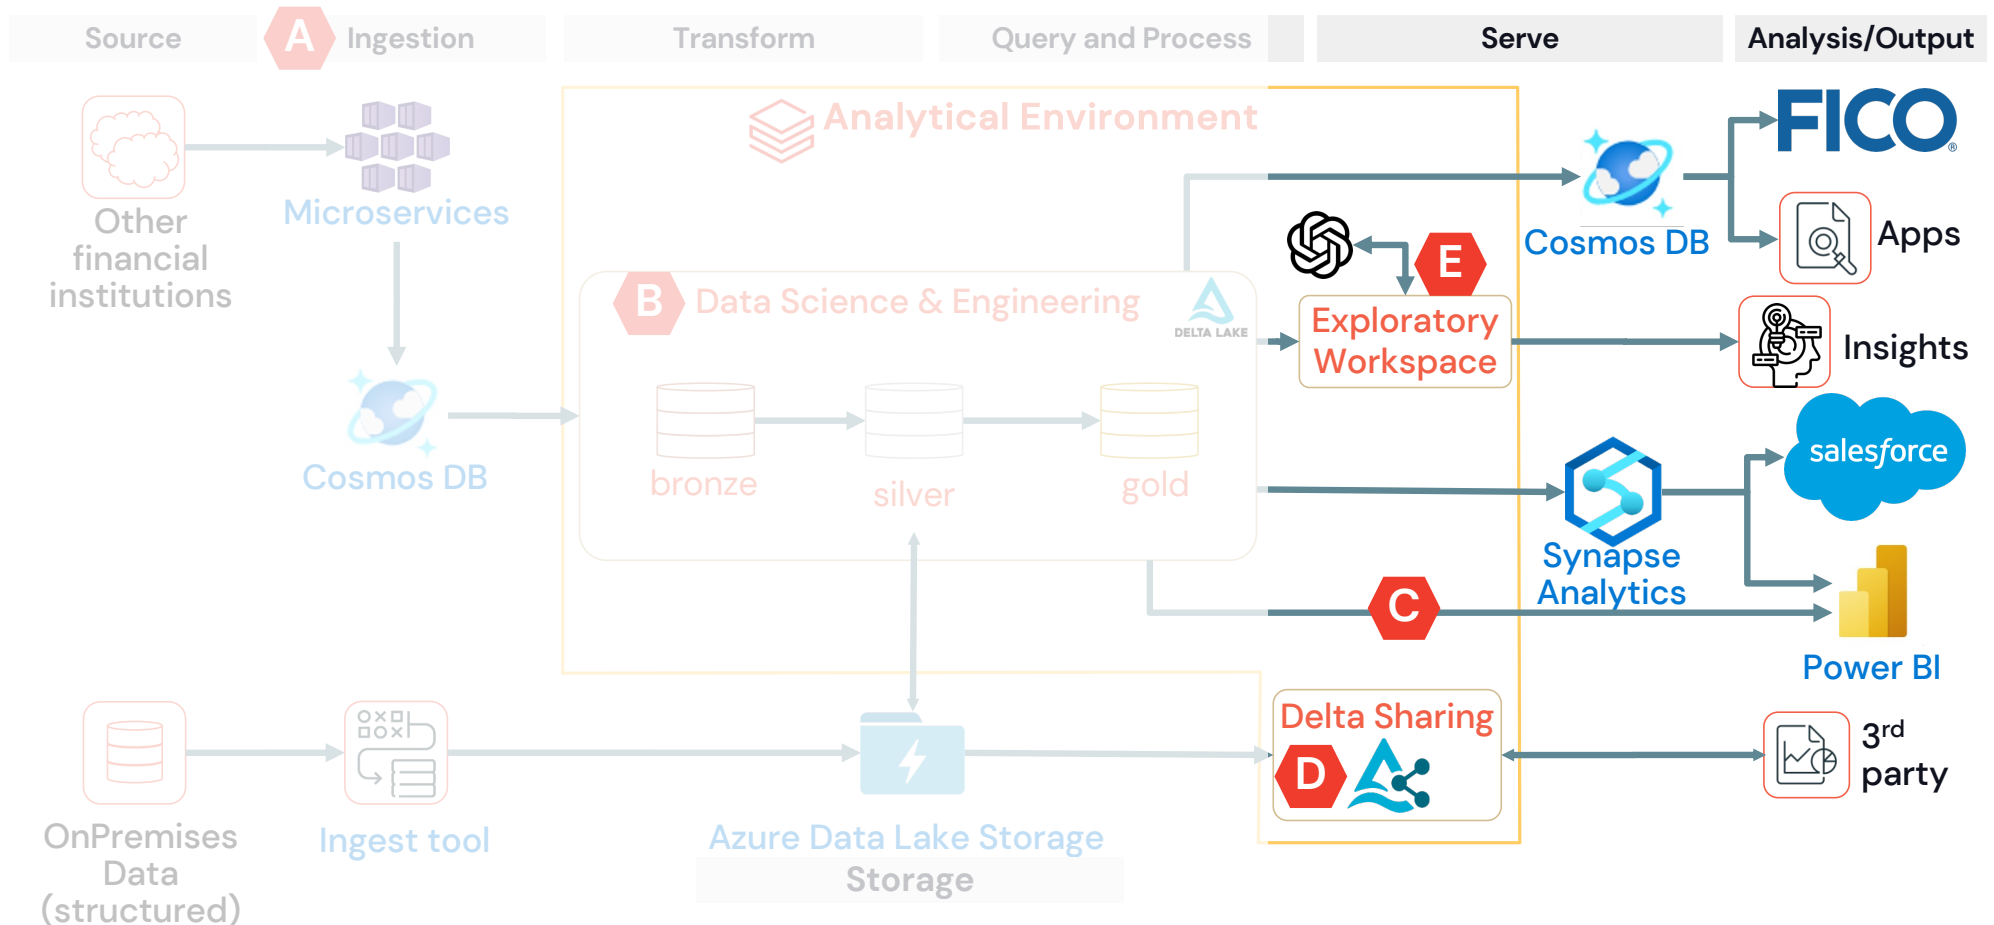 Source
A
Ingestion
Transform
Query and Process
Serve
Analysis/Output
Analytical Environment
Other
financial
institutions
Microservices
Cosmos DB
B
Data Science & Engineering
DELTA LAKE
bronze
silver
gold
E
Exploratory
Workspace
Cosmos DB
FICO®
Apps
Insights
salesforce
Synapse
Analytics
C
Power BI
Delta Sharing
D
3rd
party
OnPremises
Data
(structured)
Ingest tool
Azure Data Lake Storage
Storage